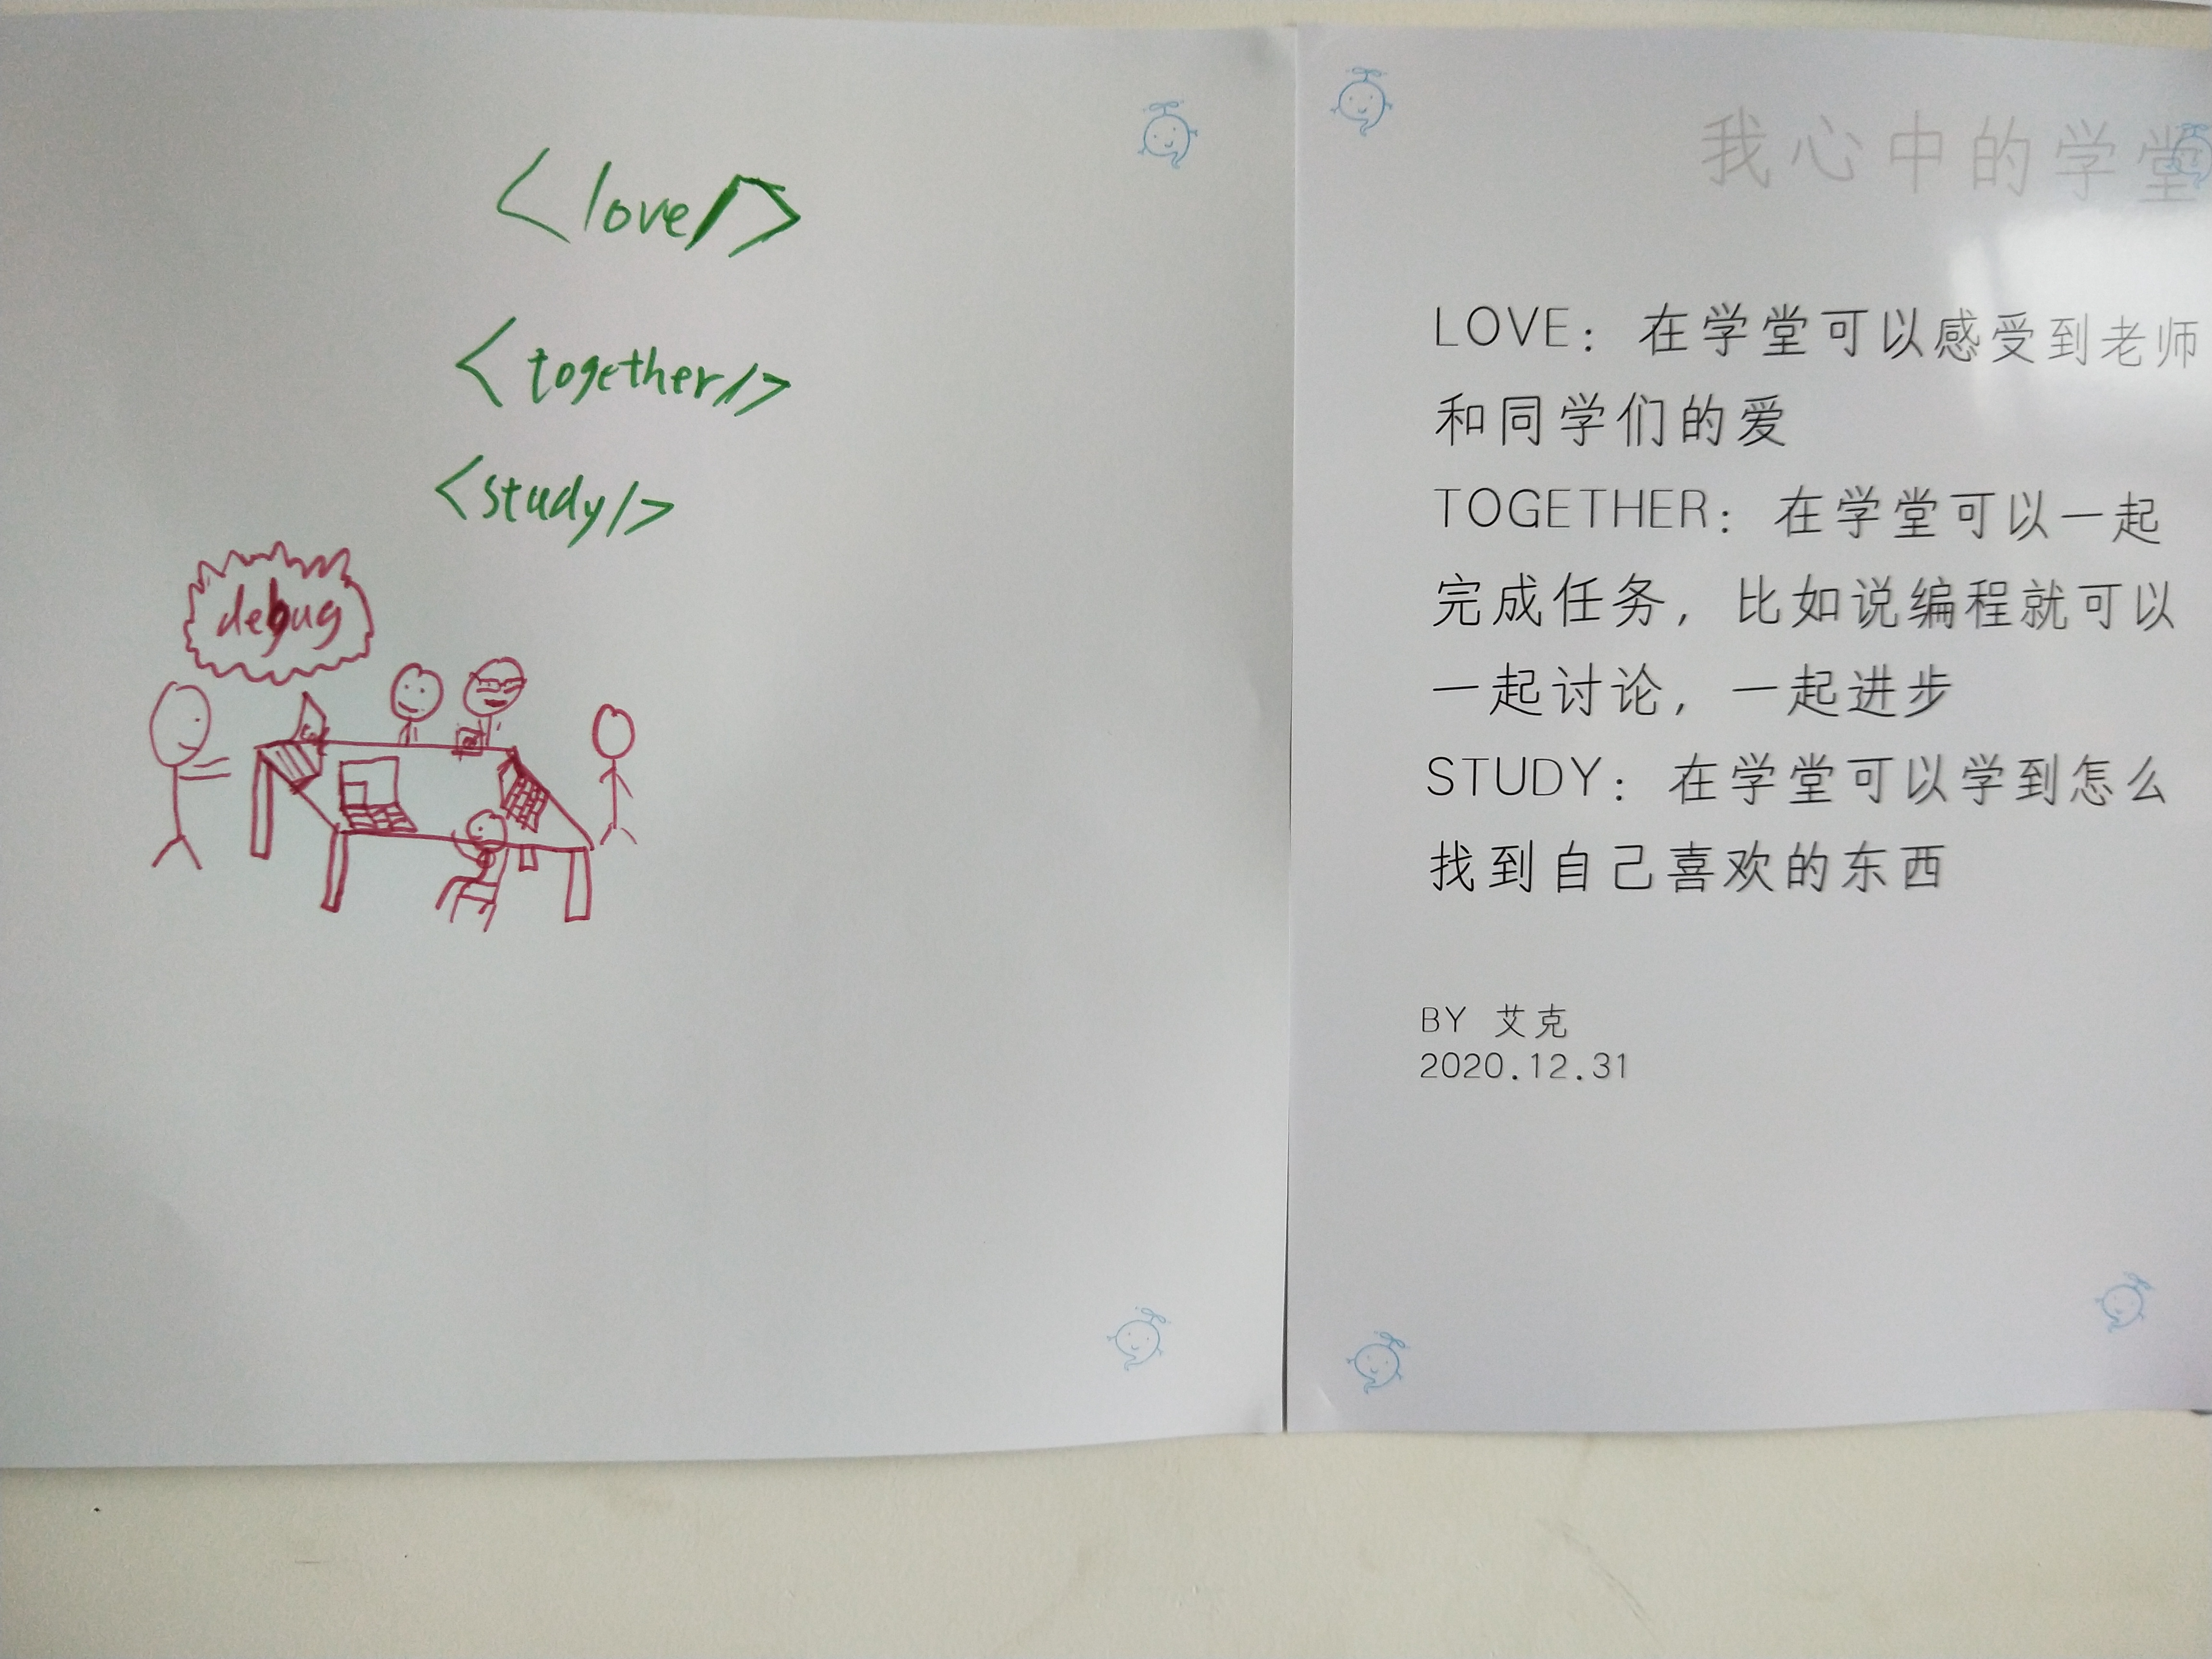 <love/>
<together/>
<study/>
debug
我心中的学堂
LOVE：在学堂可以感受到老师
和同学们的爱
TOGETHER：在学堂可以一起
完成任务，比如说编程就可以
一起讨论，一起进步
STUDY：在学堂可以学到怎么
找到自己喜欢的东西
BY 艾克
2020.12.31